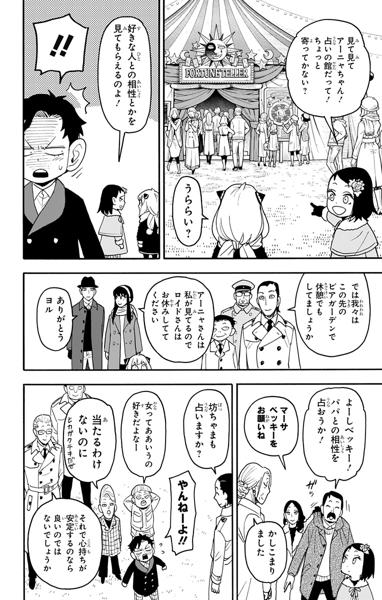 見て見て
アーニャちゃん！
占いの館だって
ちょっと
寄ってかない？
FORTUNE TELLER
好きな人との相性とかを
見てもらえるのよ！
!!
うららい？
では我々は
この先の
ビアガーデンで
休憩でも
してましょうか
アーニャさんは
私が見てるので
ロイドさんは
お休みしてて
ください
ありがとう
ヨル
よーしベッキー！
パパとの相性を
占おうか！
マーサ
ベッキーを
お願いね
かしこまり
ました
坊ちゃまも
占いますか？
女ってああいうの
好きだよなー
やんねーよ!!
当たるわけ
ないのに
それで心持ちが
安定するのなら
良いのでは
ないでしょうか